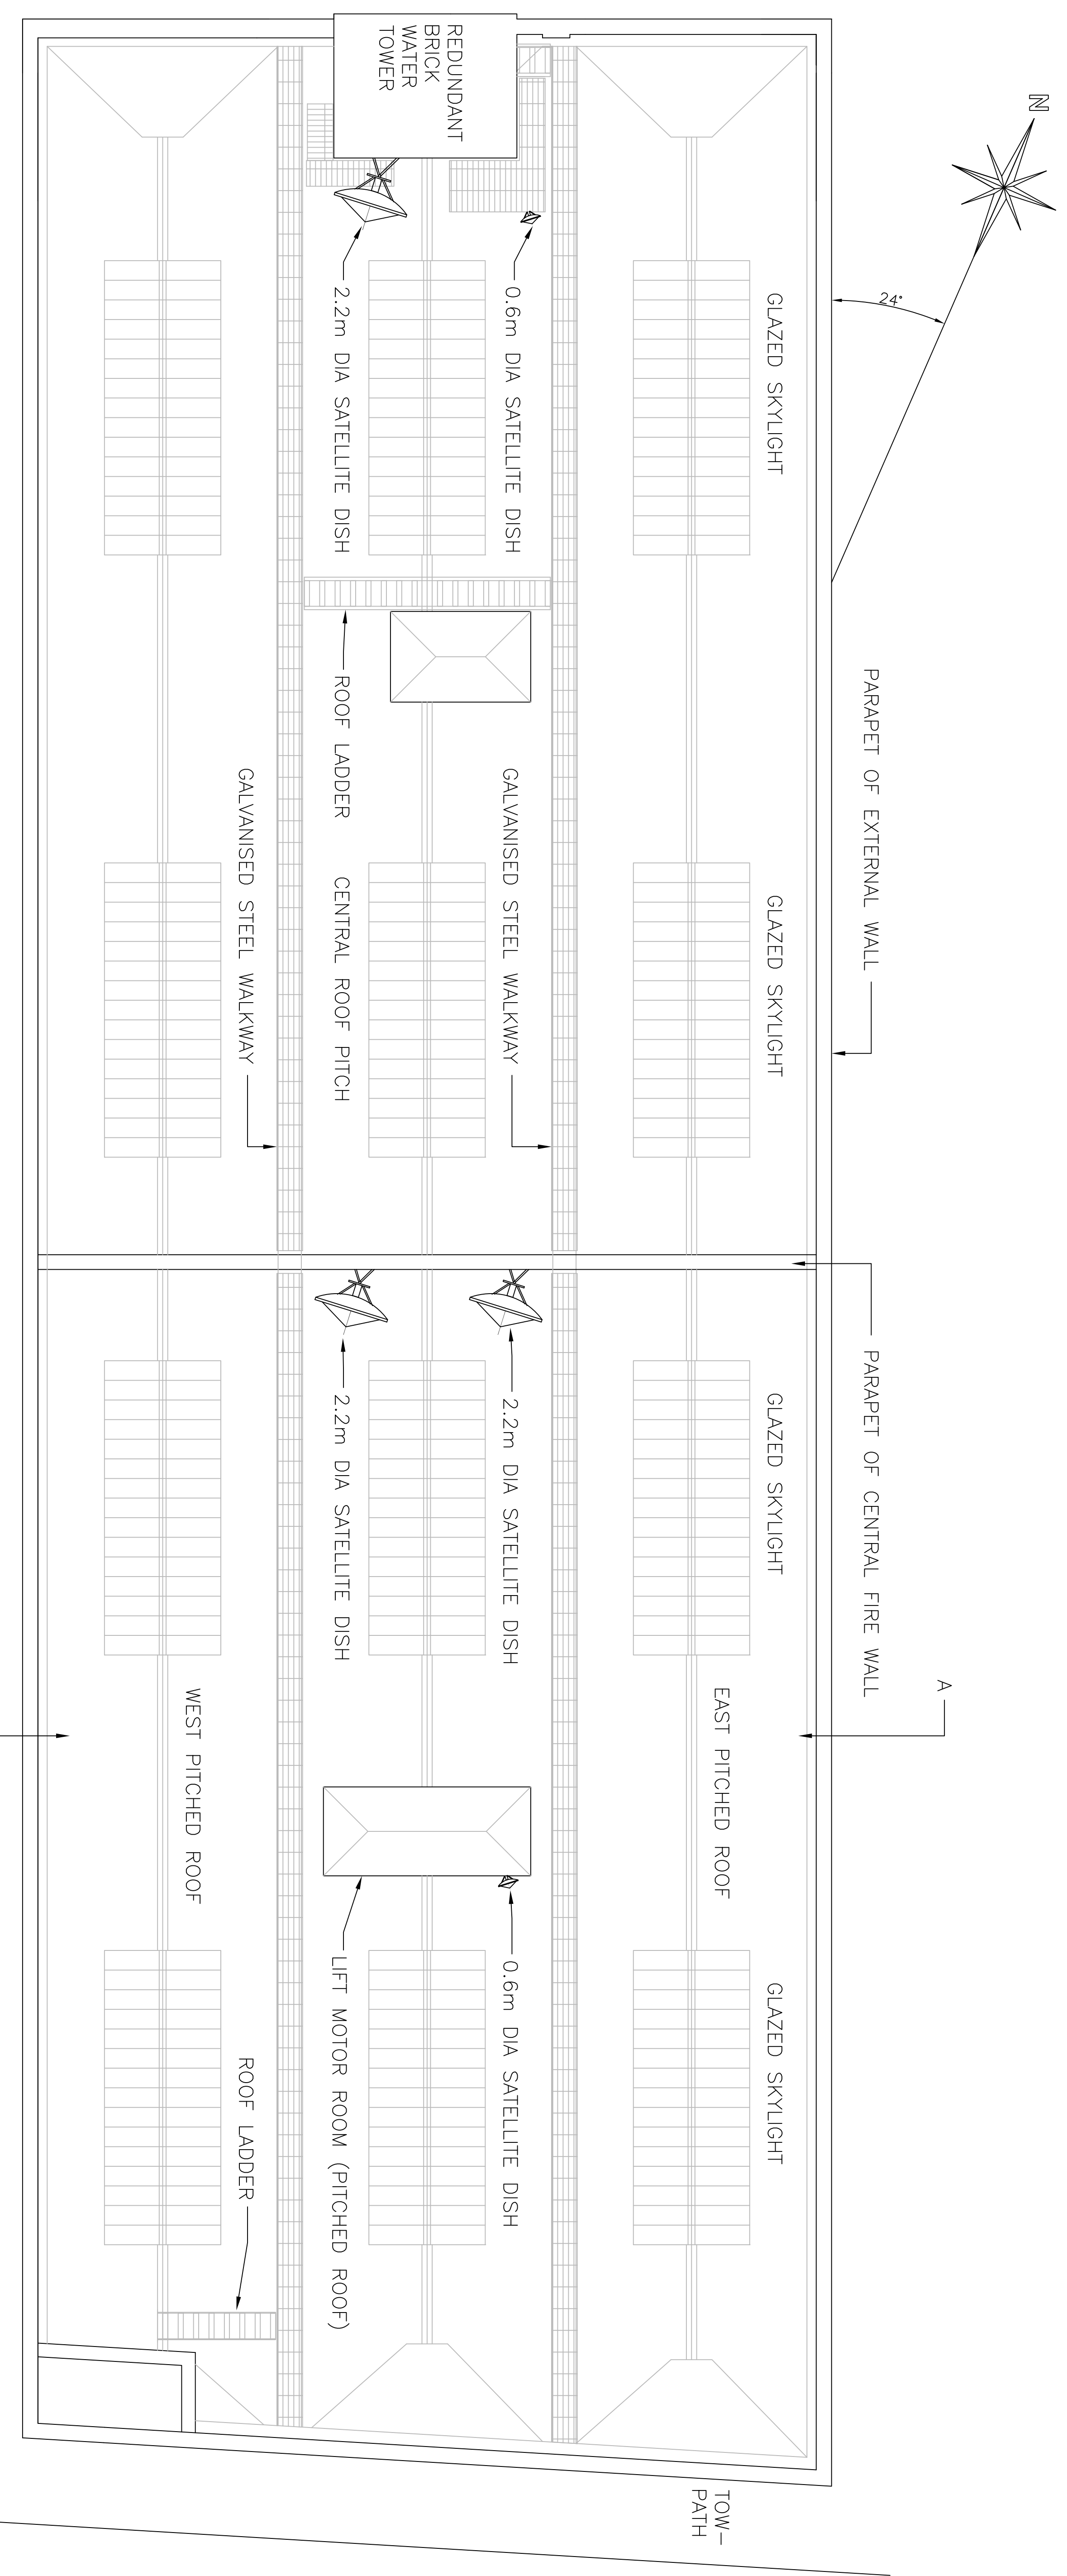 N
24°
A
PARAPET OF EXTERNAL WALL
PARAPET OF CENTRAL FIRE WALL
GLAZED SKYLIGHT
GLAZED SKYLIGHT
GLAZED SKYLIGHT
GLAZED SKYLIGHT
EAST PITCHED ROOF
TOW—
PATH
0.6m DIA SATELLITE DISH
GALVANISED STEEL WALKWAY
2.2m DIA SATELLITE DISH
0.6m DIA SATELLITE DISH
REDUNDANT
BRICK
WATER
TOWER
2.2m DIA SATELLITE DISH
ROOF LADDER
CENTRAL ROOF PITCH
2.2m DIA SATELLITE DISH
LIFT MOTOR ROOM (PITCHED ROOF)
GALVANISED STEEL WALKWAY
ROOF LADDER
WEST PITCHED ROOF